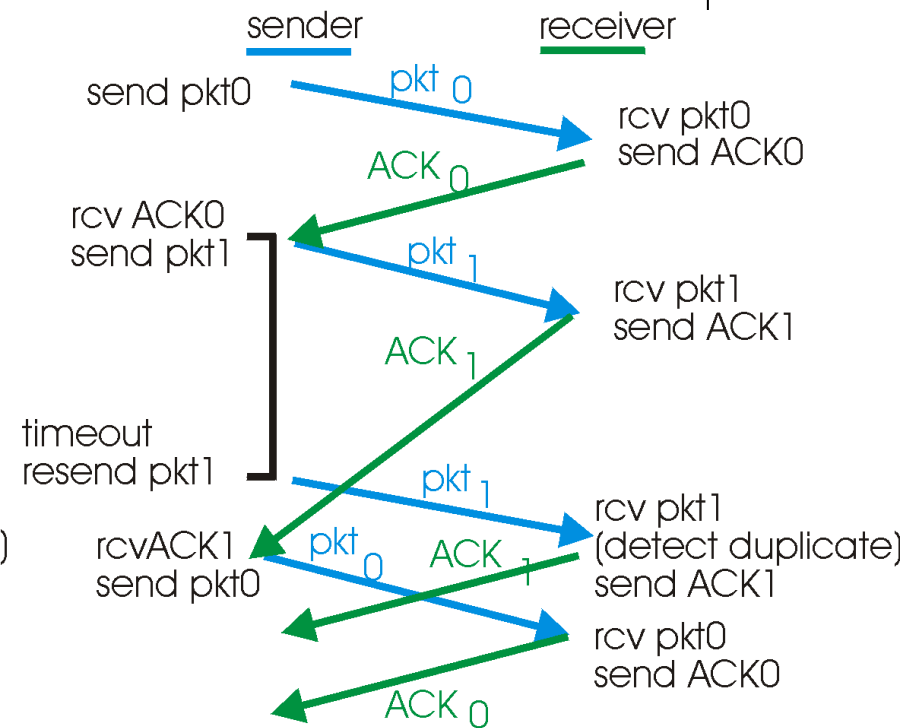 sender
receiver
send pkt0
pkt 0
rcv pkt0
send ACK0
ACK 0
rcv ACK0
send pkt1
pkt 1
rcv pkt1
send ACK1
ACK 1
timeout
resend pkt1
pkt 1
rcv pkt1
(detect duplicate)
send ACK1
)
rcvACK1
send pkt0
pkt 0
ACK 1
rcv pkt0
send ACK0
ACK 0